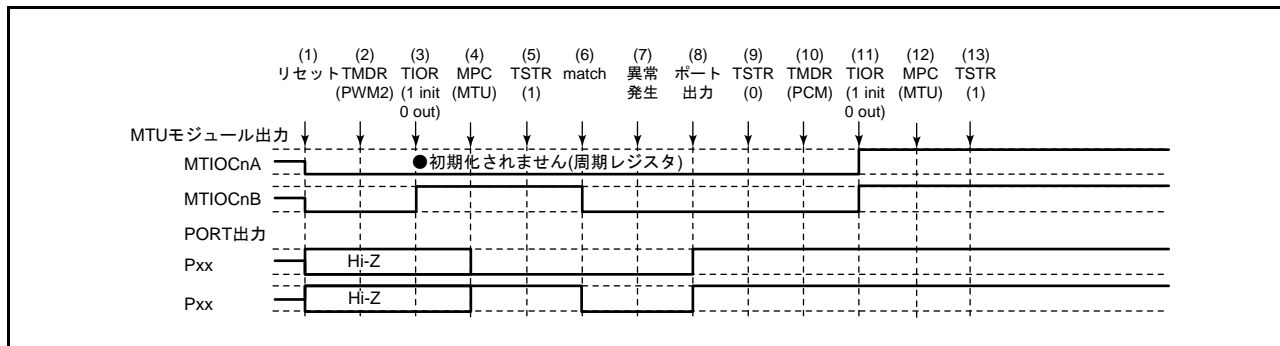 (1) (2) (3) (4) (5) (6) (7) (8) (9) (10) (11) (12) (13)
リセット TMDR TIOR MPC TSTR match 異常 ポート TSTR TMDR TIOR MPC TSTR
(PWM2) (1 init (MTU) (1) 発生 出力 (0) (PCM) (1 init (MTU) (1)
0 out) 0 out)
MTUモジュール出力
MTIOCnA ●初期化されません(周期レジスタ)
MTIOCnB
PORT出力
Pxx Hi-Z
Pxx Hi-Z